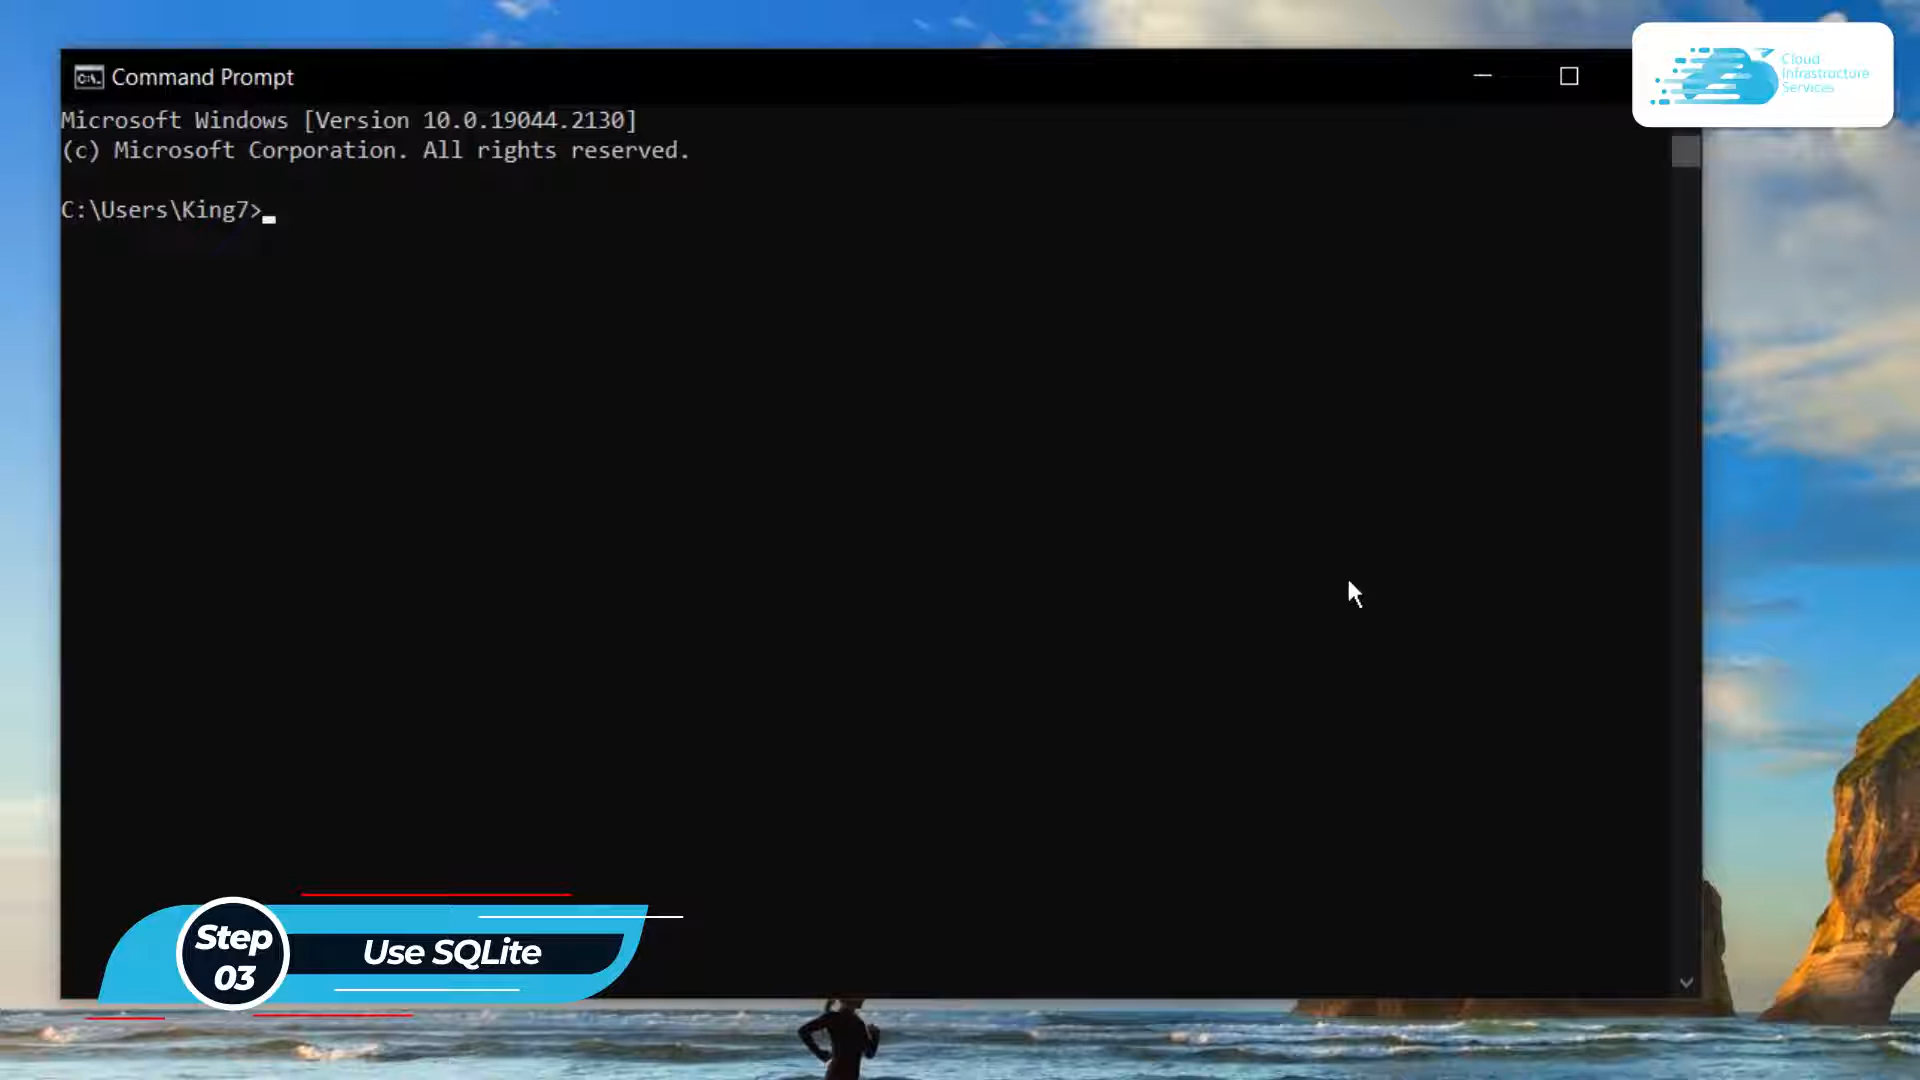 Command Prompt
Microsoft Windows [Version 10.0.19044.2130]
(c) Microsoft Corporation. All rights reserved.
C:\Users\King7>
Cloud
Infrastructure
Services
Step
03
Use SQLite